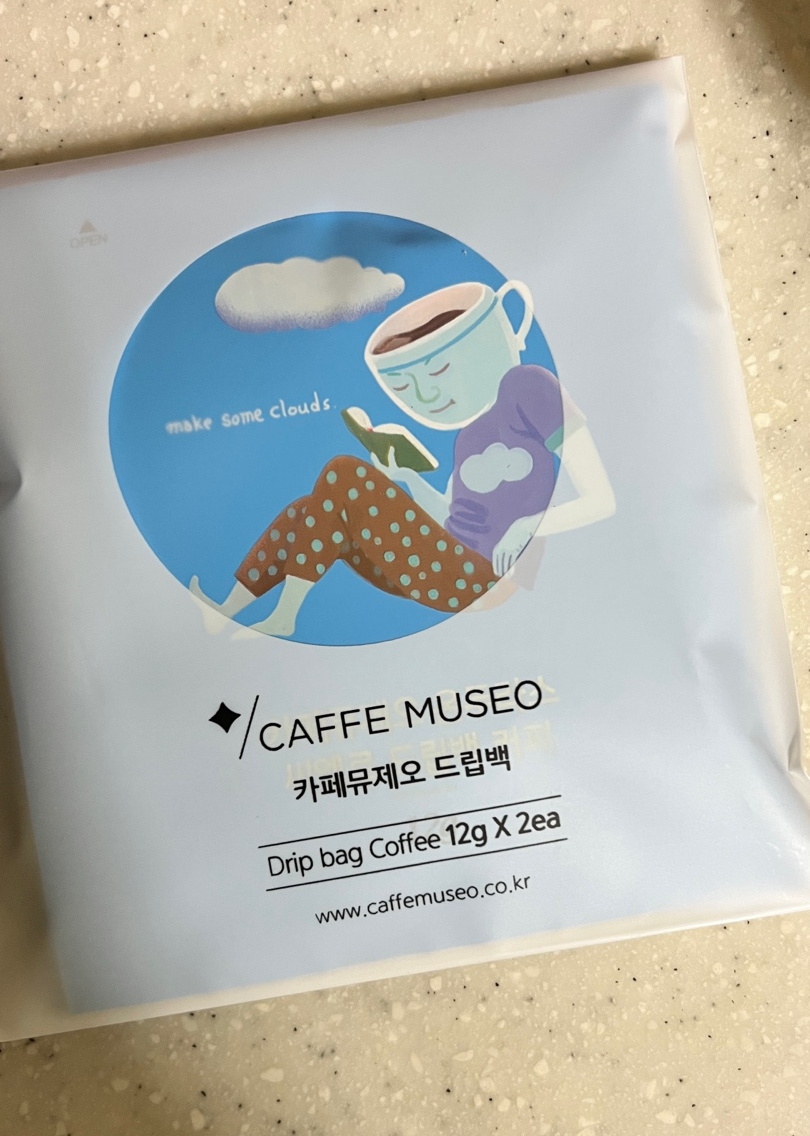 OPEN
make some clouds.
CAFFE MUSEO
카페뮤제오 드립백
Drip bag Coffee 12g X 2ea
www.caffemuseo.co.kr